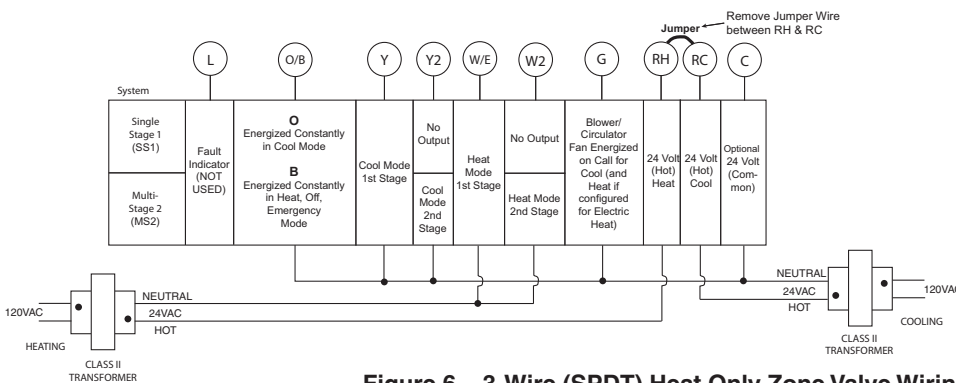 Remove Jumper Wire
between RH & RC
Jumper
L
O/B
Y
Y2
W/E
W2
G
RH
RC
C
System
Single
Stage 1
(SS1)
Multi-
Stage 2
(MS2)
Fault
Indicator
(NOT
USED)
O
Energized Constantly
in Cool Mode
B
Energized Constantly
in Heat, Off,
Emergency
Mode
Cool Mode
1st Stage
No
Output
Cool
Mode
2nd
Stage
Heat
Mode
1st Stage
No Output
Heat Mode
2nd Stage
Blower/
Circulator
Fan Energized
on Call for
Cool (and
Heat if
configured
for Electric
Heat)
24 Volt
(Hot)
Heat
24 Volt
(Hot)
Cool
Optional
24 Volt
(Com-
mon)
120VAC
HEATING
NEUTRAL
24VAC
HOT
CLASS II
TRANSFORMER
NEUTRAL
24VAC
HOT
120VAC
COOLING
CLASS II
TRANSFORMER